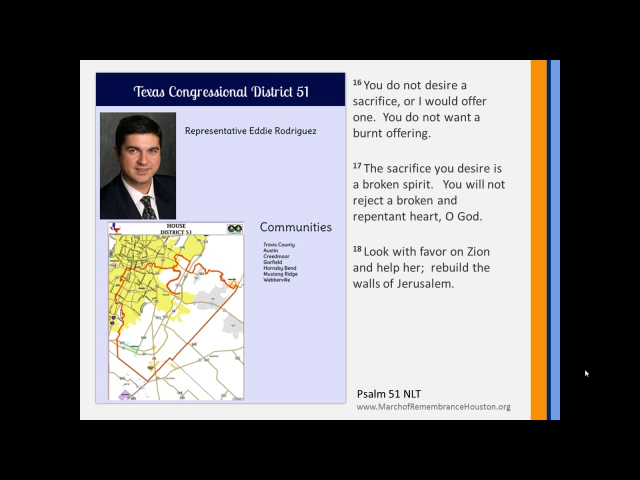 Texas Congressional District 51
Representative Eddie Rodriguez
HOUSE
DISTRICT 51
Communities
Travis County
Austin
Creedmoor
Garfield
Hornsby Bend
Mustang Ridge
Webberville
16 You do not desire a
sacrifice, or I would offer
one. You do not want a
burnt offering.
17 The sacrifice you desire is
a broken spirit. You will not
reject a broken and
repentant heart, O God.
18 Look with favor on Zion
and help her; rebuild the
walls of Jerusalem.
Psalm 51 NLT
www.MarchofRemembranceHouston.org